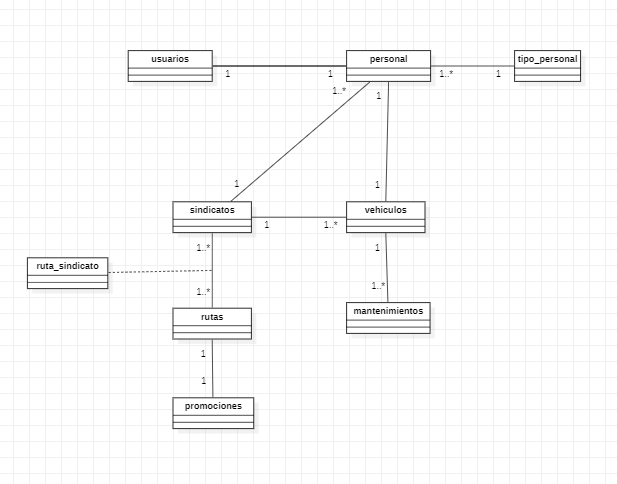 usuarios
personal
tipo_personal
1
1
1..*
1
1..*
1
1
1
sindicatos
vehiculos
1
1..*
1..*
1
ruta_sindicato
1..*
1..*
rutas
mantenimientos
1
1
promociones